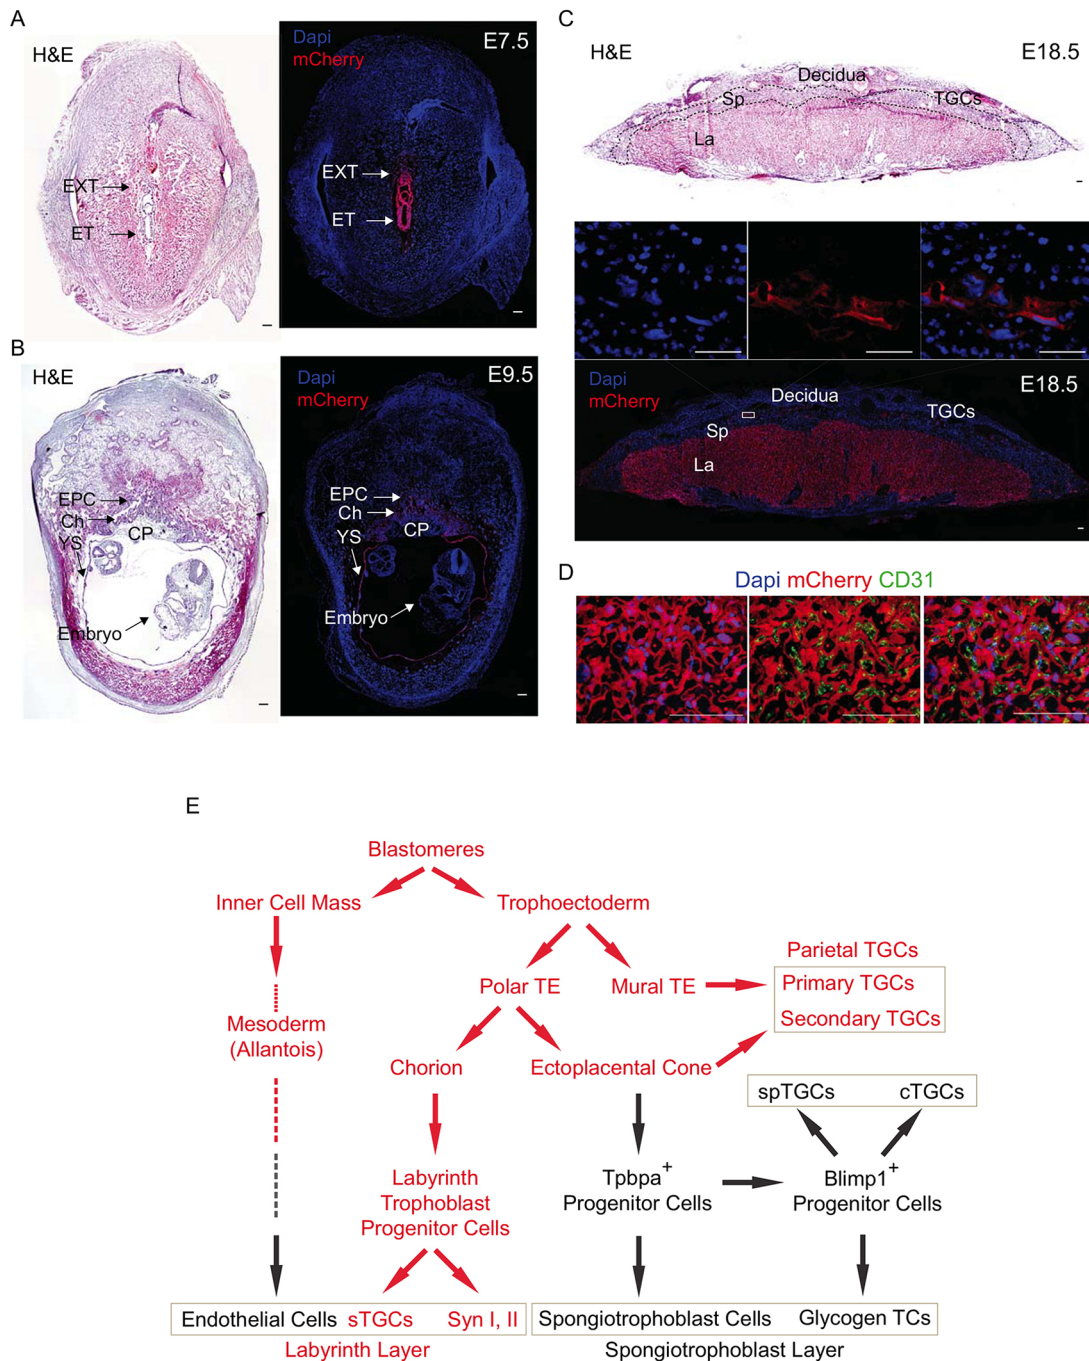 A
H&E
EXT
ET
Dapi
mCherry
E7.5
EXT
ET
B
H&E
EPC
Ch
YS
CP
Embryo
Dapi
mCherry
E9.5
EPC
Ch
YS
CP
Embryo
C
H&E
E18.5
Decidua
Sp
TGCs
La
Dapi
mCherry
E18.5
Decidua
TGCs
Sp
La
D
Dapi mCherry CD31
E
Blastomeres
Inner Cell Mass
Trophoectoderm
Parietal TGCs
Polar TE
Mural TE
Primary TGCs
Secondary TGCs
Mesoderm
(Allantois)
Chorion
Ectoplacental Cone
spTGCs
cTGCs
Labyrinth
Trophoblast
Progenitor Cells
Tpbpa+
Progenitor Cells
Blimp1+
Progenitor Cells
Endothelial Cells
sTGCs
Syn I, II
Spongiotrophoblast Cells
Glycogen TCs
Labyrinth Layer
Spongiotrophoblast Layer